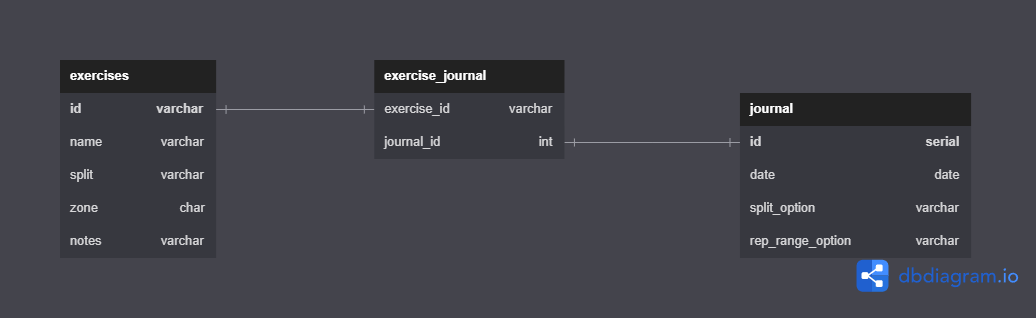 exercises
id varchar
name varchar
split varchar
zone char
notes varchar
exercise_journal
exercise_id varchar
journal_id int
journal
id serial
date date
split_option varchar
rep_range_option varchar
dbdiagram.io